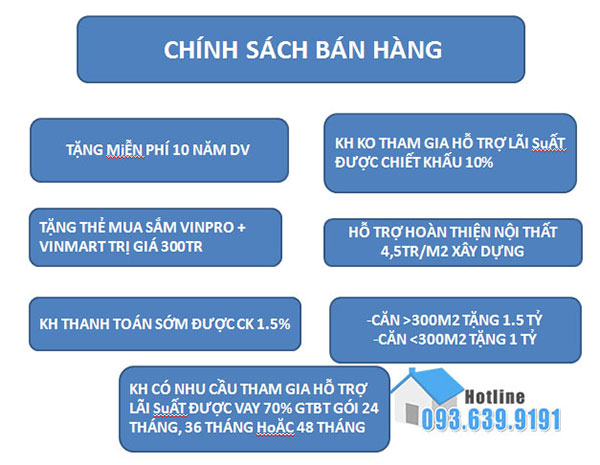 CHÍNH SÁCH BÁN HÀNG
TẶNG MiỄN PHÍ 10 NĂM DV
KH KO THAM GIA HỖ TRỢ LÃI SuẤT
ĐƯỢC CHIẾT KHẤU 10%
TẶNG THẺ MUA SẮM VINPRO +
VINMART TRỊ GIÁ 300TR
HỖ TRỢ HOÀN THIỆN NỘI THẤT
4,5TR/M2 XÂY DỰNG
KH THANH TOÁN SỚM ĐƯỢC CK 1.5%
-CĂN >300M2 TẶNG 1.5 TỶ
-CĂN <300M2 TẶNG 1 TỶ
KH CÓ NHU CẦU THAM GIA HỖ TRỢ
LÃI SuẤT ĐƯỢC VAY 70% GTBT GÓI 24
THÁNG, 36 THÁNG HoẶC 48 THÁNG
Hotline
093.639.9191